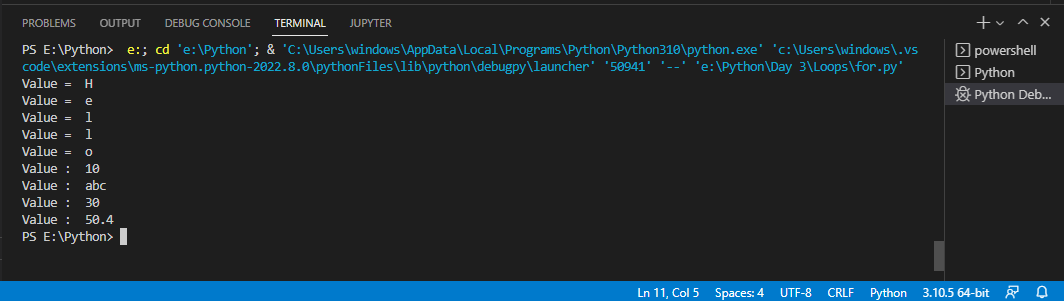 PROBLEMS OUTPUT DEBUG CONSOLE TERMINAL JUPYTER
PS E:\Python>  e:; cd 'e:\Python'; & 'C:\Users\windows\AppData\Local\Programs\Python\Python310\python.exe' 'c:\Users\windows\.vs
code\extensions\ms-python.python-2022.8.0\pythonFiles\lib\python\debugpy\launcher' '50941' '--' 'e:\Python\Day 3\Loops\for.py'
Value =  H
Value =  e
Value =  l
Value =  l
Value =  o
Value :  10
Value :  abc
Value :  30
Value :  50.4
PS E:\Python>
powershell
Python
Python Deb...
Ln 11, Col 5 Spaces: 4 UTF-8 CRLF Python 3.10.5 64-bit